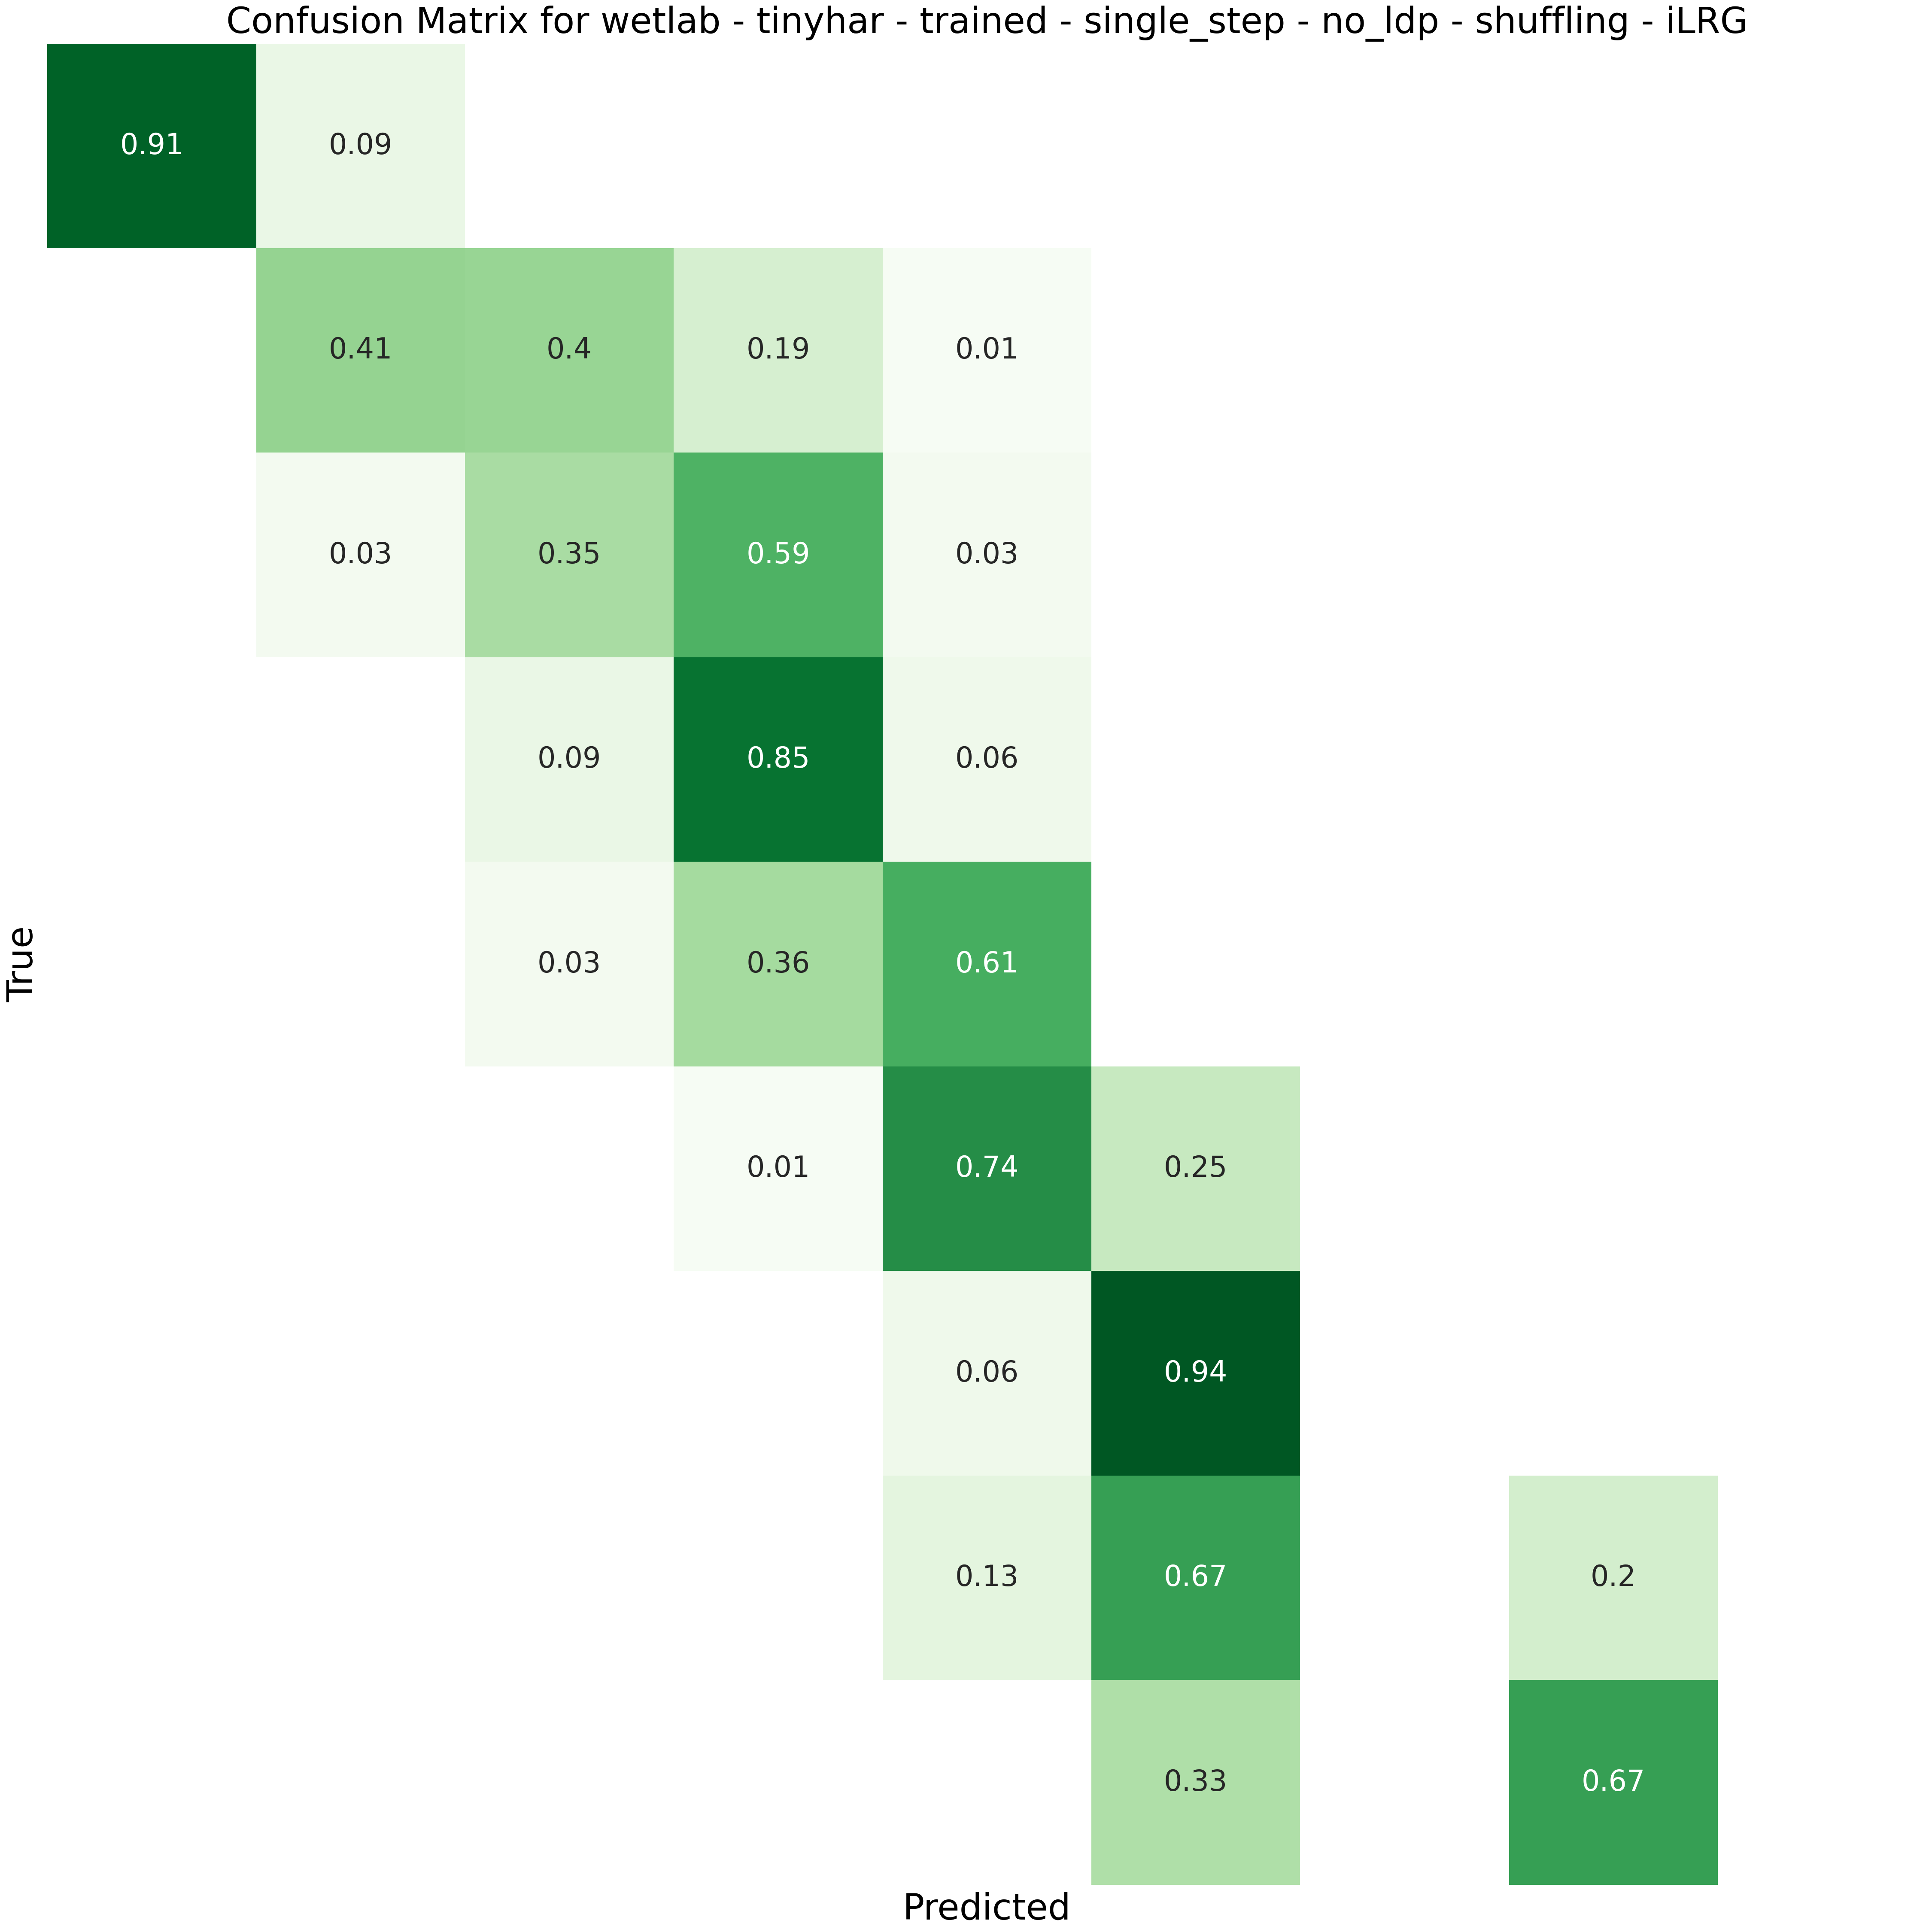 Confusion Matrix for wetlab - tinyhar - trained - single_step - no_ldp - shuffling - iLRG
0.91 0.09
0.41 0.4 0.19 0.01
0.03 0.35 0.59 0.03
0.09 0.85 0.06
True
0.03 0.36 0.61
0.01 0.74 0.25
0.06 0.94
0.13 0.67 0.2
0.33 0.67
Predicted